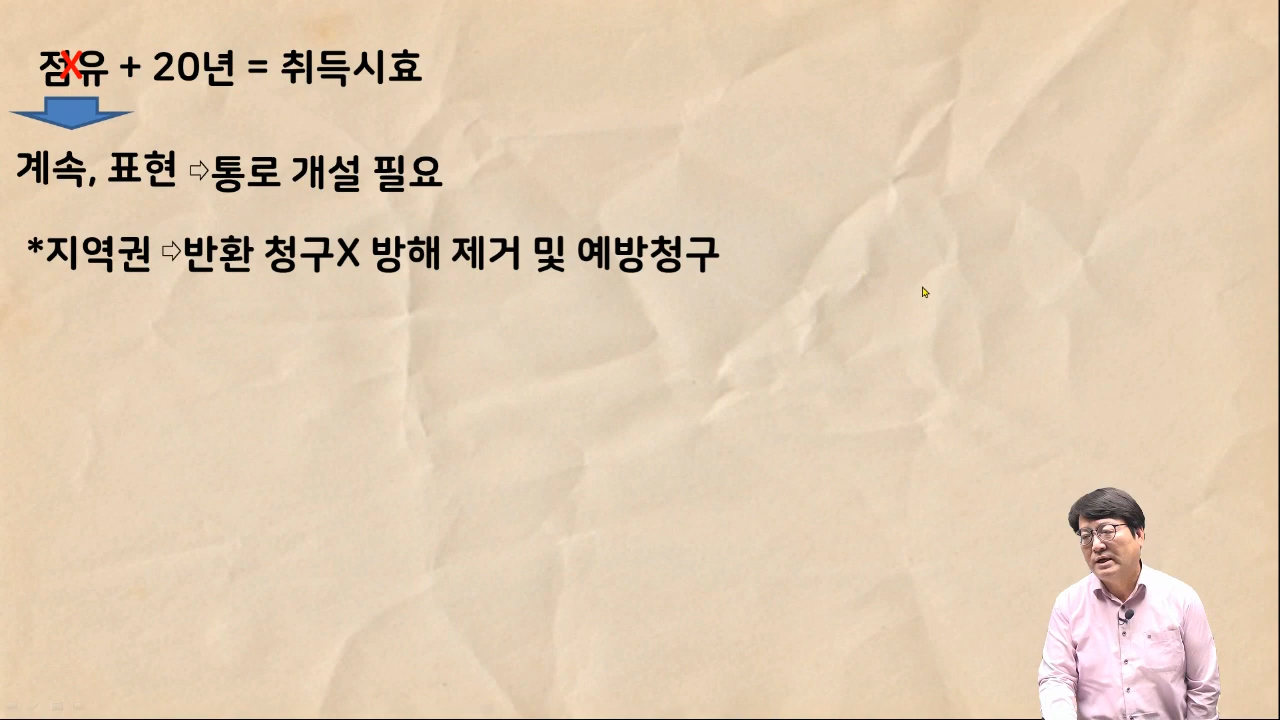 점유 + 20년 = 취득시효
계속, 표현 ⇨통로 개설 필요
*지역권 ⇨반환 청구X 방해 제거 및 예방청구